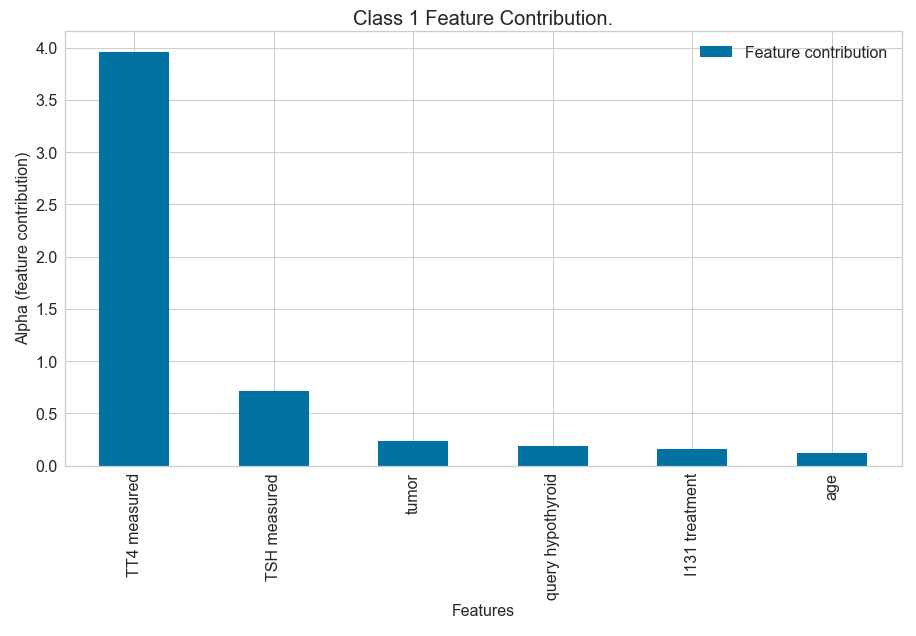 Class 1 Feature Contribution.
Feature contribution
Alpha (feature contribution)
4.0
3.5
3.0
2.5
2.0
1.5
1.0
0.5
0.0
TT4 measured
TSH measured
tumor
query hypothyroid
I131 treatment
age
Features